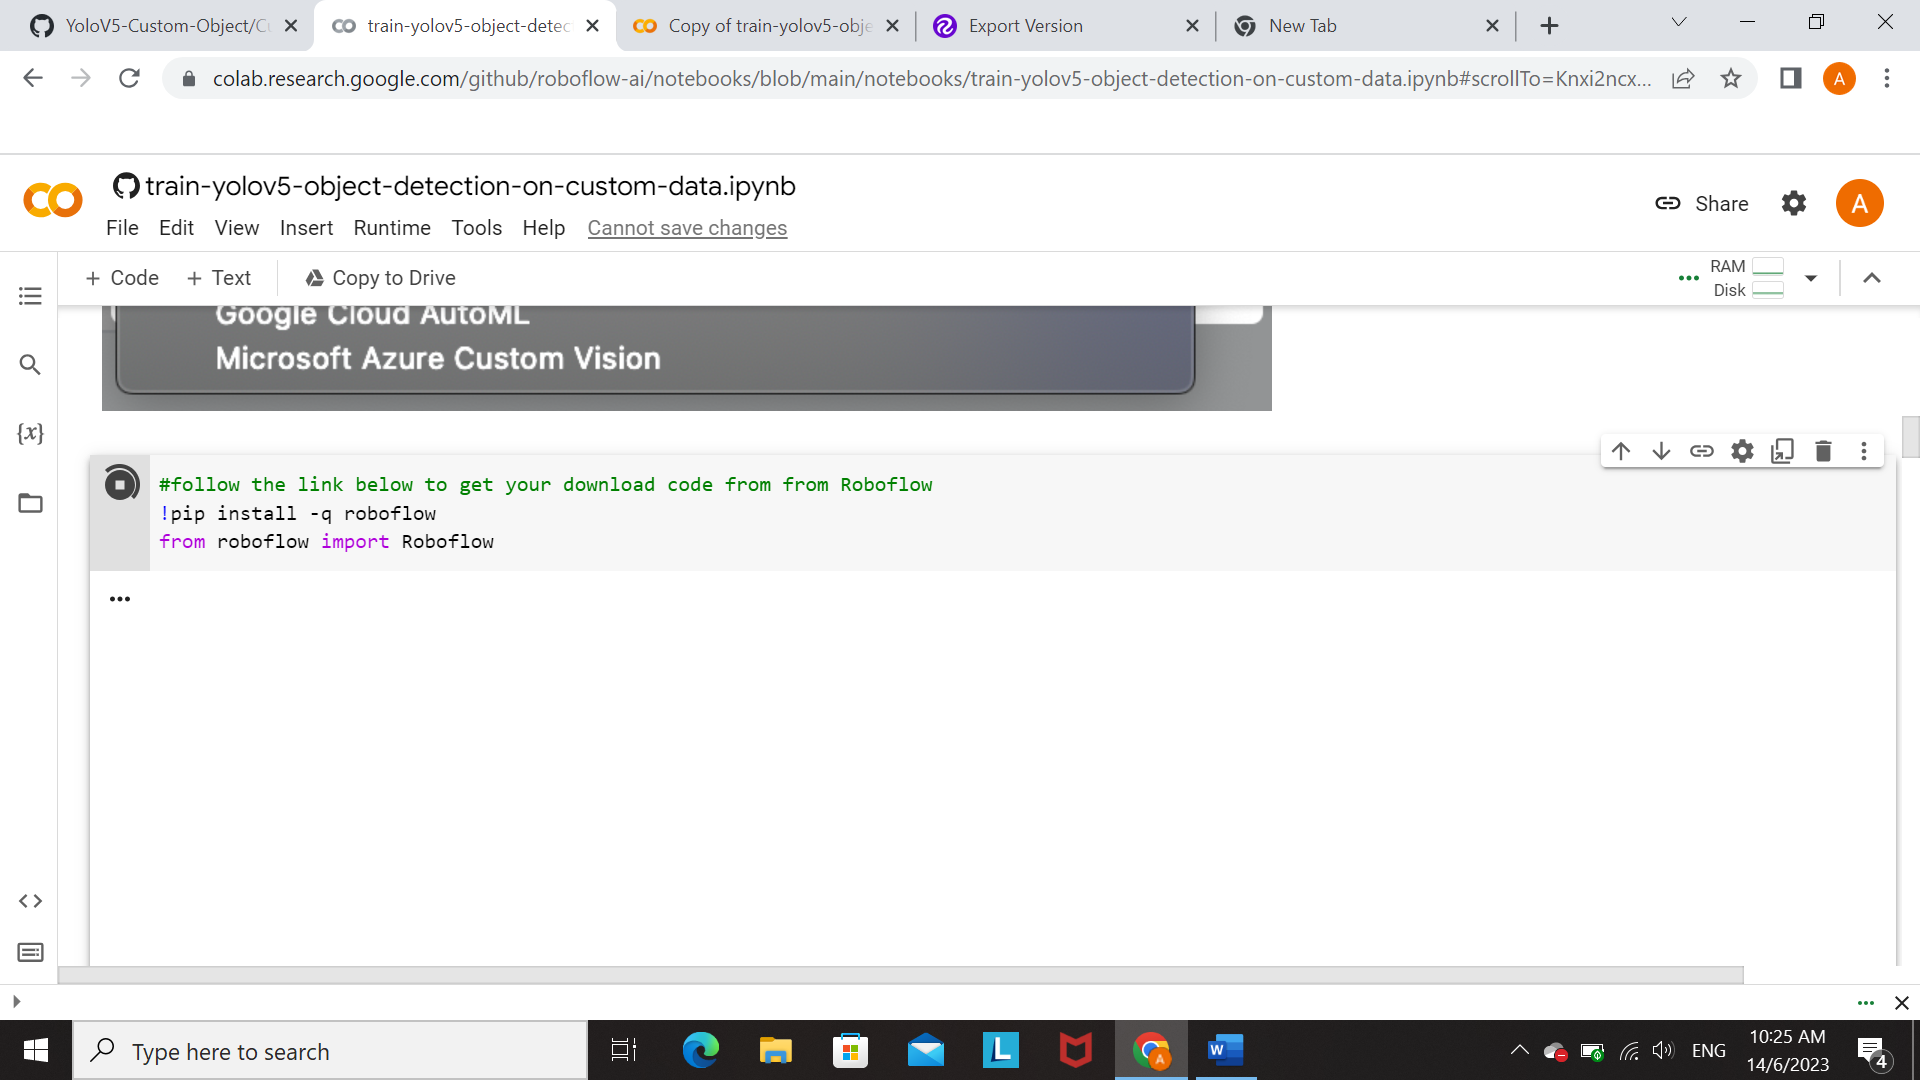 YoloV5-Custom-Object/Cu
train-yolov5-object-detec
Copy of train-yolov5-obje
Export Version
New Tab
colab.research.google.com/github/roboflow-ai/notebooks/blob/main/notebooks/train-yolov5-object-detection-on-custom-data.ipynb#scrollTo=Knxi2ncx...
A
train-yolov5-object-detection-on-custom-data.ipynb
File Edit View Insert Runtime Tools Help Cannot save changes
Share
A
+ Code + Text Copy to Drive
RAM
Disk
Google Cloud AutoML
Microsoft Azure Custom Vision
{x}
#follow the link below to get your download code from from Roboflow
!pip install -q roboflow
from roboflow import Roboflow
Type here to search
L
A
W
ENG
10:25 AM
14/6/2023
4